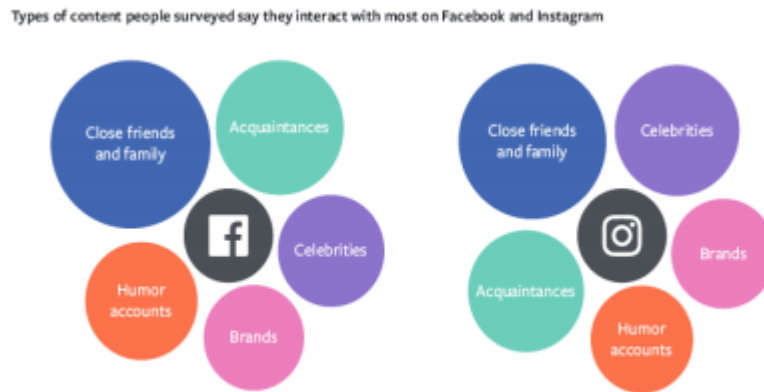 Types of content people surveyed say they interact with most on Facebook and Instagram
Close friends
and family
Acquaintances
Celebrities
Brands
Humor
accounts
Close friends
and family
Celebrities
Brands
Humor
accounts
Acquaintances